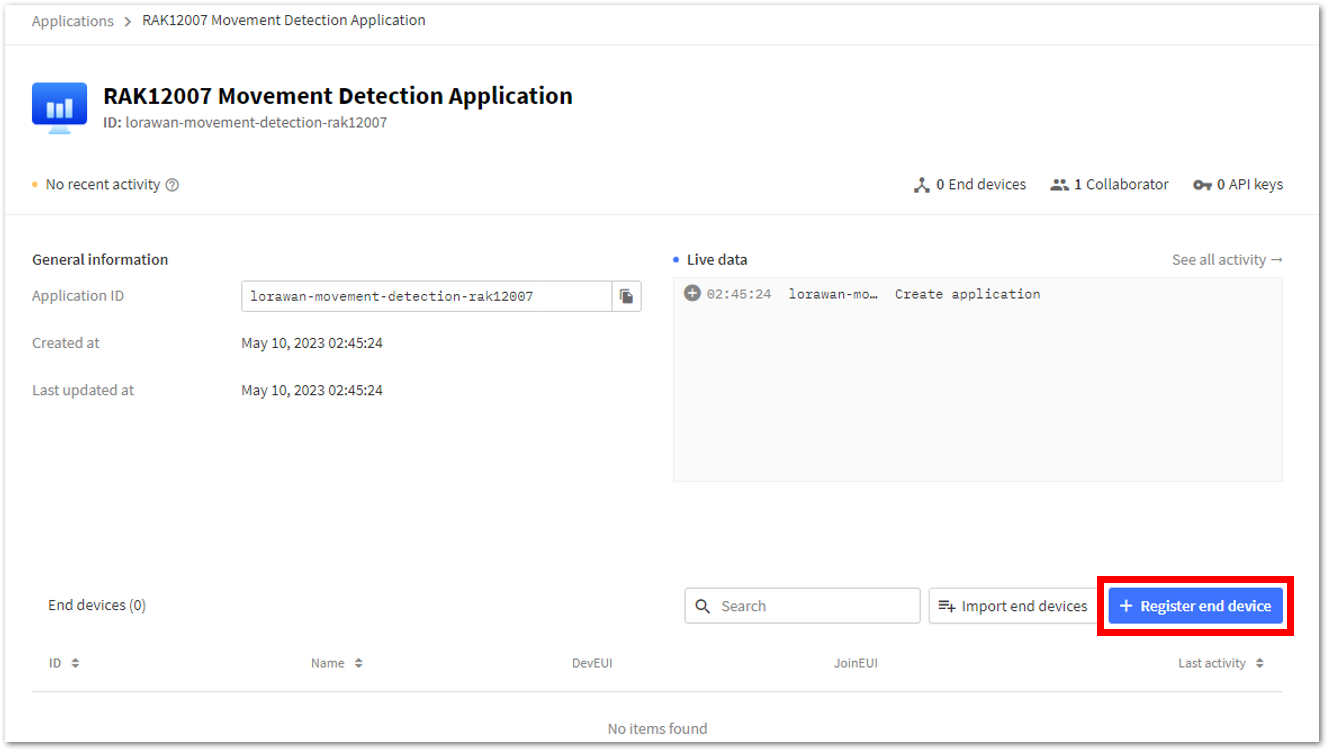 Applications > RAK12007 Movement Detection Application
RAK12007 Movement Detection Application
ID: lorawan-movement-detection-rak12007
No recent activity
0 End devices 1 Collaborator 0 API keys
General information
Application ID lorawan-movement-detection-rak12007
Created at May 10, 2023 02:45:24
Last updated at May 10, 2023 02:45:24
Live data See all activity →
02:45:24 lorawan-mo… Create application
End devices (0) Search Import end devices + Register end device
ID Name DevEUI JoinEUI Last activity
No items found